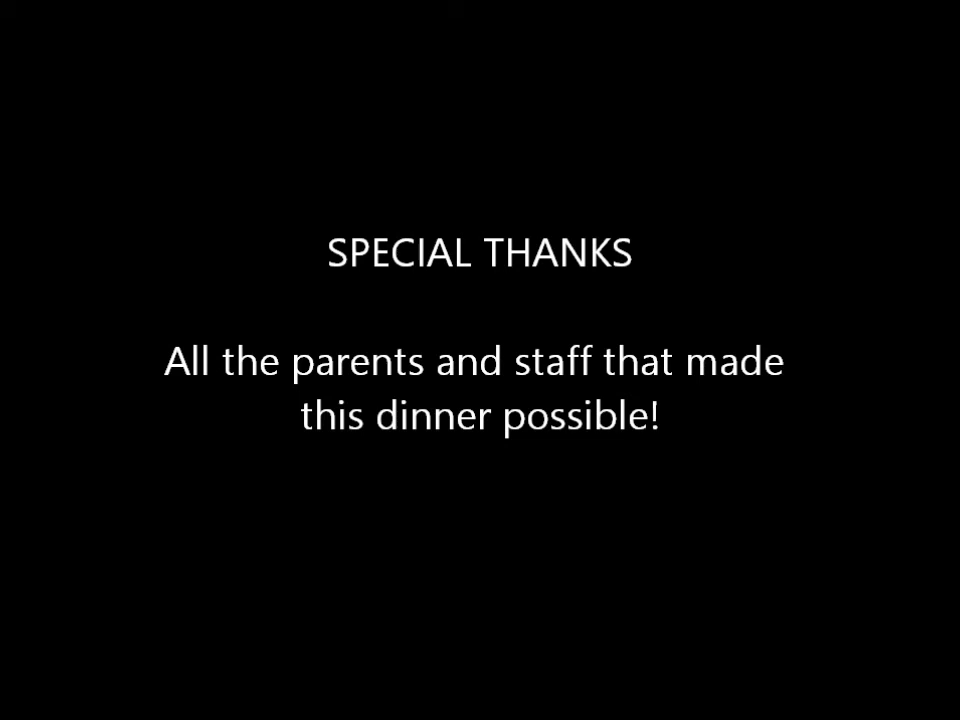 SPECIAL THANKS
All the parents and staff that made
this dinner possible!